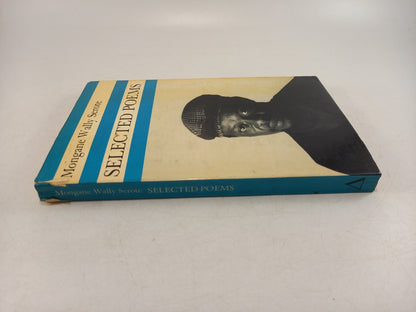 Mongane Wally Serote
SELECTED POEMS
Mongane Wally Serote SELECTED POEMS